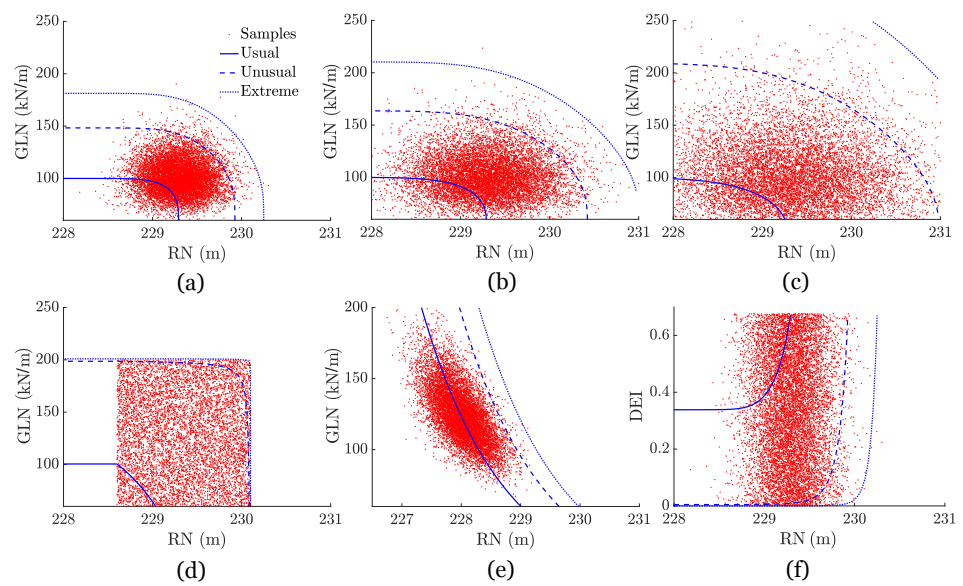 250
200
150
100
GLN (kN/m)
228 229 230 231
RN (m)
Samples
Usual
Unusual
Extreme
(a)
250
200
150
100
GLN (kN/m)
228 229 230 231
RN (m)
(b)
250
200
150
100
GLN (kN/m)
228 229 230 231
RN (m)
(c)
250
200
150
100
GLN (kN/m)
228 229 230 231
RN (m)
(d)
200
150
100
GLN (kN/m)
227 228 229 230
RN (m)
(e)
0.6
0.4
0.2
0
DEI
228 229 230 231
RN (m)
(f)